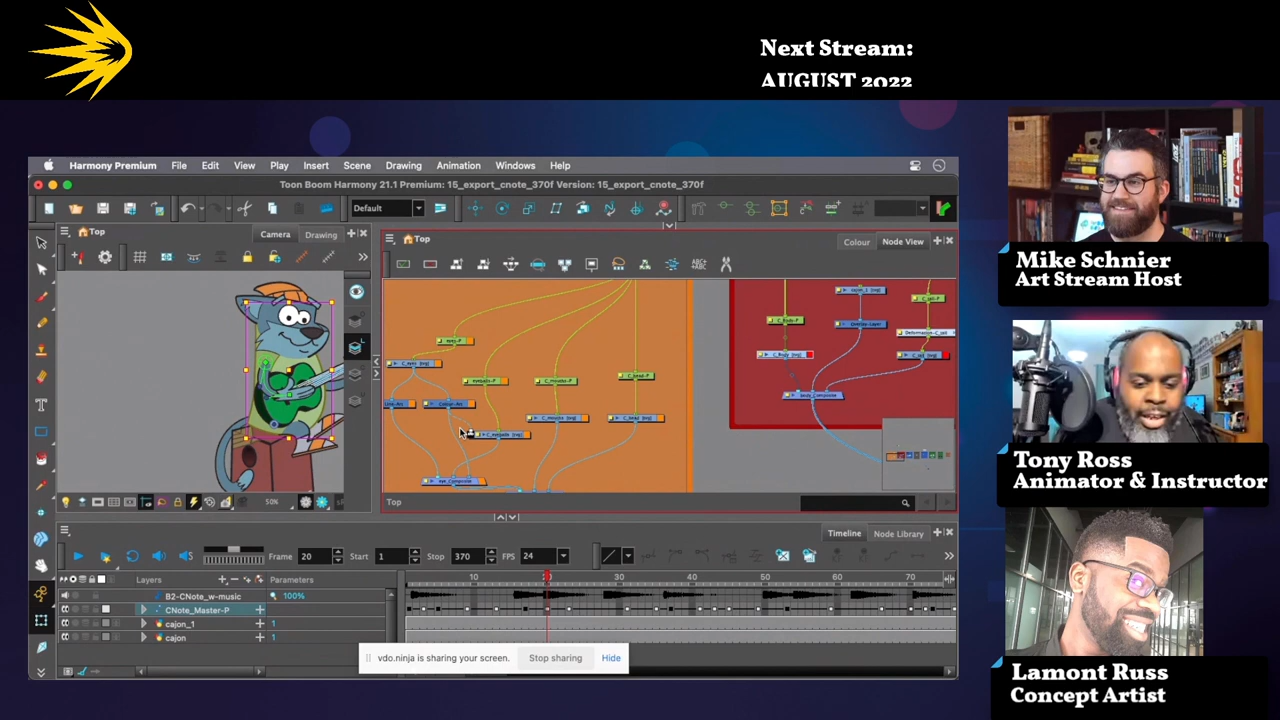 Next Stream:
AUGUST 2022
Harmony Premium File Edit View Play Insert Scene Drawing Animation Windows Help
Toon Boom Harmony 21.1 Premium: 15_export_cnote_370f Version: 15_export_cnote_370f
Default
Top
Camera
Drawing
Top
Colour
Node View
50%
Top
Timeline
Node Library
Frame 20 Start 1 Stop 370 FPS 24
Layers
Parameters
10 20 30 40 50 60 70
B2-CNote_w-music
100%
CNote_Master-P
cajon_1
1
cajon
1
vdo.ninja is sharing your screen.
Stop sharing
Hide
Mike Schnier
Art Stream Host
Tony Ross
Animator & Instructor
Lamont Russ
Concept Artist